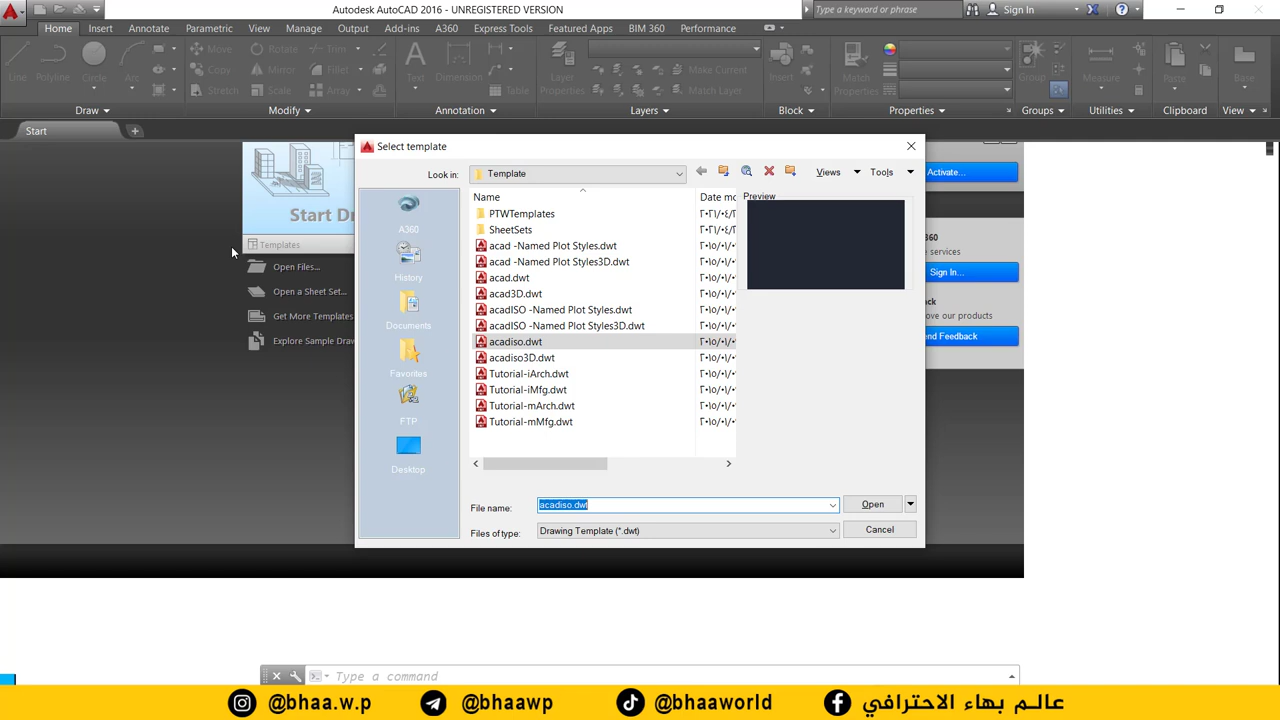 Autodesk AutoCAD 2016 - UNREGISTERED VERSION
Type a keyword or phrase
Sign In
Home Insert Annotate Parametric View Manage Output Add-ins A360 Express Tools Featured Apps BIM 360 Performance
Line Polyline Circle Arc
Move Rotate Trim
Copy Mirror Fillet
Stretch Scale Array
Text Dimension Table
Layer Properties
Make Current
Match Layer
Insert
Match Properties
Group
Measure
Paste
Base
Draw Modify Annotation Layers Block Properties Groups Utilities Clipboard View
Start
Start Dr
Templates
Open Files...
Open a Sheet Set...
Get More Templates
Explore Sample Draw
Select template
Look in: Template
Views Tools
A360
History
Documents
Favorites
FTP
Desktop
Name Date mo
PTWTemplates
SheetSets
acad -Named Plot Styles.dwt
acad -Named Plot Styles3D.dwt
acad.dwt
acad3D.dwt
acadISO -Named Plot Styles.dwt
acadISO -Named Plot Styles3D.dwt
acadiso.dwt
acadiso3D.dwt
Tutorial-iArch.dwt
Tutorial-iMfg.dwt
Tutorial-mArch.dwt
Tutorial-mMfg.dwt
Preview
File name: acadiso.dwt
Open
Files of type: Drawing Template (*.dwt)
Cancel
Activate...
360
e services
Sign In...
ack
ove our products
end Feedback
Type a command
@bhaa.w.p @bhaawp @bhaaworld عالم بهاء الاحترافي